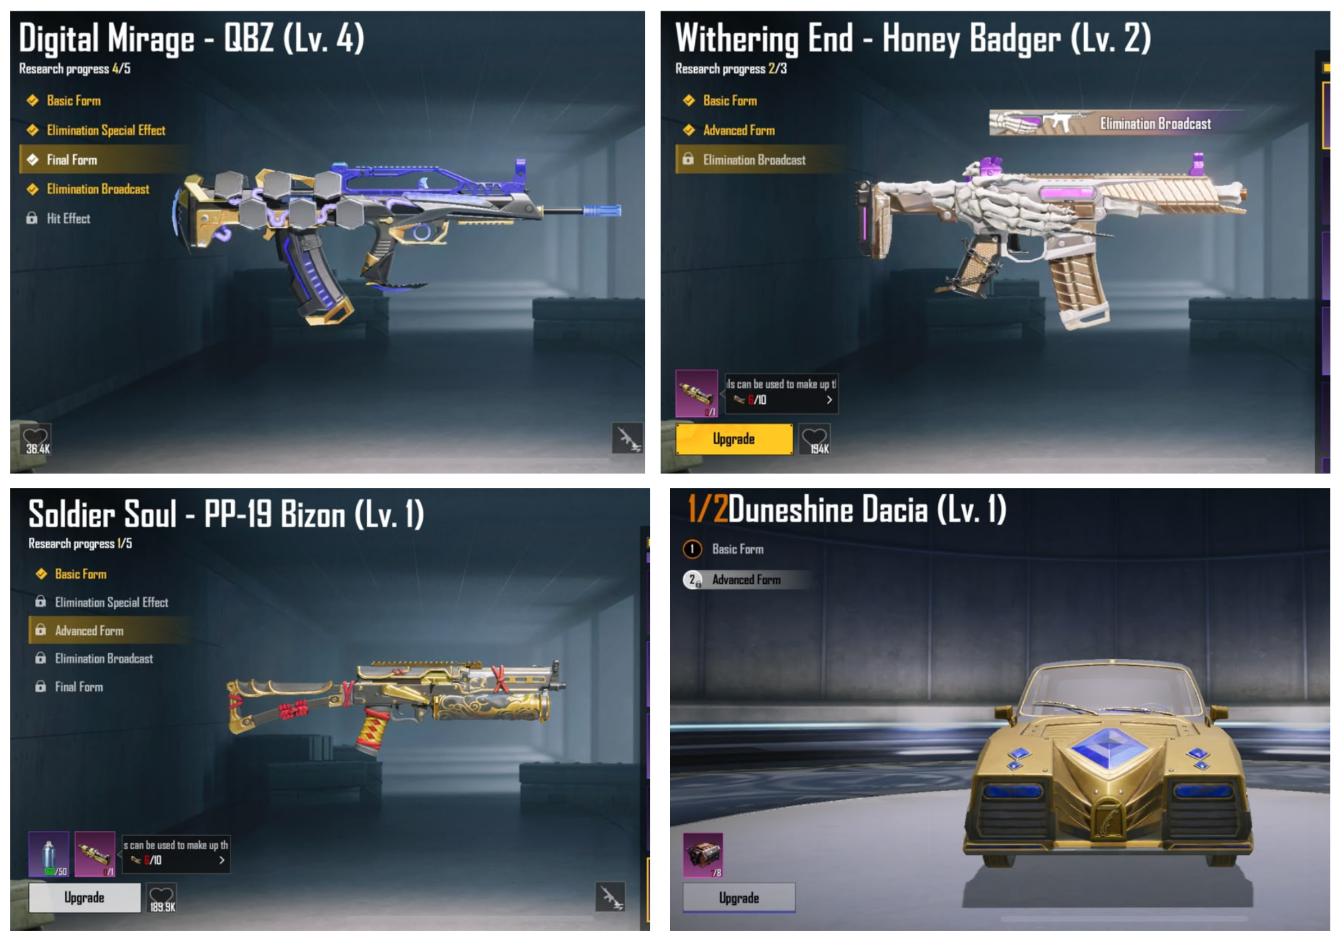 Digital Mirage - QBZ (Lv. 4)
Research progress 4/5
Basic Form
Elimination Special Effect
Final Form
Elimination Broadcast
Hit Effect
36.4K
Withering End - Honey Badger (Lv. 2)
Research progress 2/3
Basic Form
Advanced Form
Elimination Broadcast
Elimination Broadcast
ls can be used to make up t
6/10
Upgrade
194K
Soldier Soul - PP-19 Bizon (Lv. 1)
Research progress 1/5
Basic Form
Elimination Special Effect
Advanced Form
Elimination Broadcast
Final Form
s can be used to make up th
/50
0/1
6/10
Upgrade
189.9K
1/2Duneshine Dacia (Lv. 1)
1 Basic Form
2 Advanced Form
/8
Upgrade